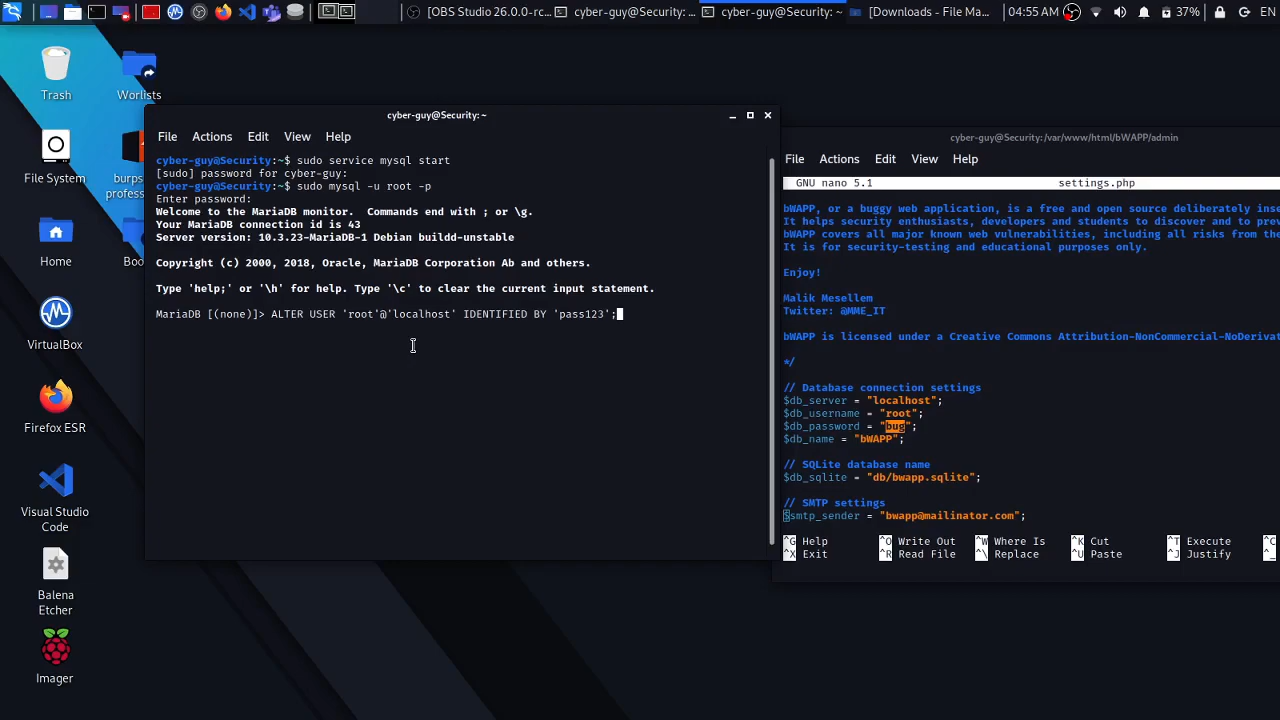 [OBS Studio 26.0.0-rc...
cyber-guy@Security: ...
cyber-guy@Security: ~
[Downloads - File Ma...
04:55 AM
37%
EN
Trash
Worlists
File System
burps
profess
Home
Boo
VirtualBox
Firefox ESR
Visual Studio
Code
Balena
Etcher
Imager
cyber-guy@Security:~
File Actions Edit View Help
cyber-guy@Security:~$ sudo service mysql start
[sudo] password for cyber-guy:
cyber-guy@Security:~$ sudo mysql -u root -p
Enter password:
Welcome to the MariaDB monitor.  Commands end with ; or \g.
Your MariaDB connection id is 43
Server version: 10.3.23-MariaDB-1 Debian buildd-unstable
Copyright (c) 2000, 2018, Oracle, MariaDB Corporation Ab and others.
Type 'help;' or '\h' for help. Type '\c' to clear the current input statement.
MariaDB [(none)]> ALTER USER 'root'@'localhost' IDENTIFIED BY 'pass123';
cyber-guy@Security:/var/www/html/bWAPP/admin
File Actions Edit View Help
GNU nano 5.1 settings.php
bWAPP, or a buggy web application, is a free and open source deliberately inse
It helps security enthusiasts, developers and students to discover and to prev
bWAPP covers all major known web vulnerabilities, including all risks from the
It is for security-testing and educational purposes only.
Enjoy!
Malik Mesellem
Twitter: @MME_IT
bWAPP is licensed under a Creative Commons Attribution-NonCommercial-NoDerivat
*/
// Database connection settings
$db_server = "localhost";
$db_username = "root";
$db_password = "bug";
$db_name = "bWAPP";
// SQLite database name
$db_sqlite = "db/bwapp.sqlite";
// SMTP settings
$smtp_sender = "bwapp@mailinator.com";
^G Help ^O Write Out ^W Where Is ^K Cut ^T Execute ^C
^X Exit ^R Read File ^\ Replace ^U Paste ^J Justify ^_